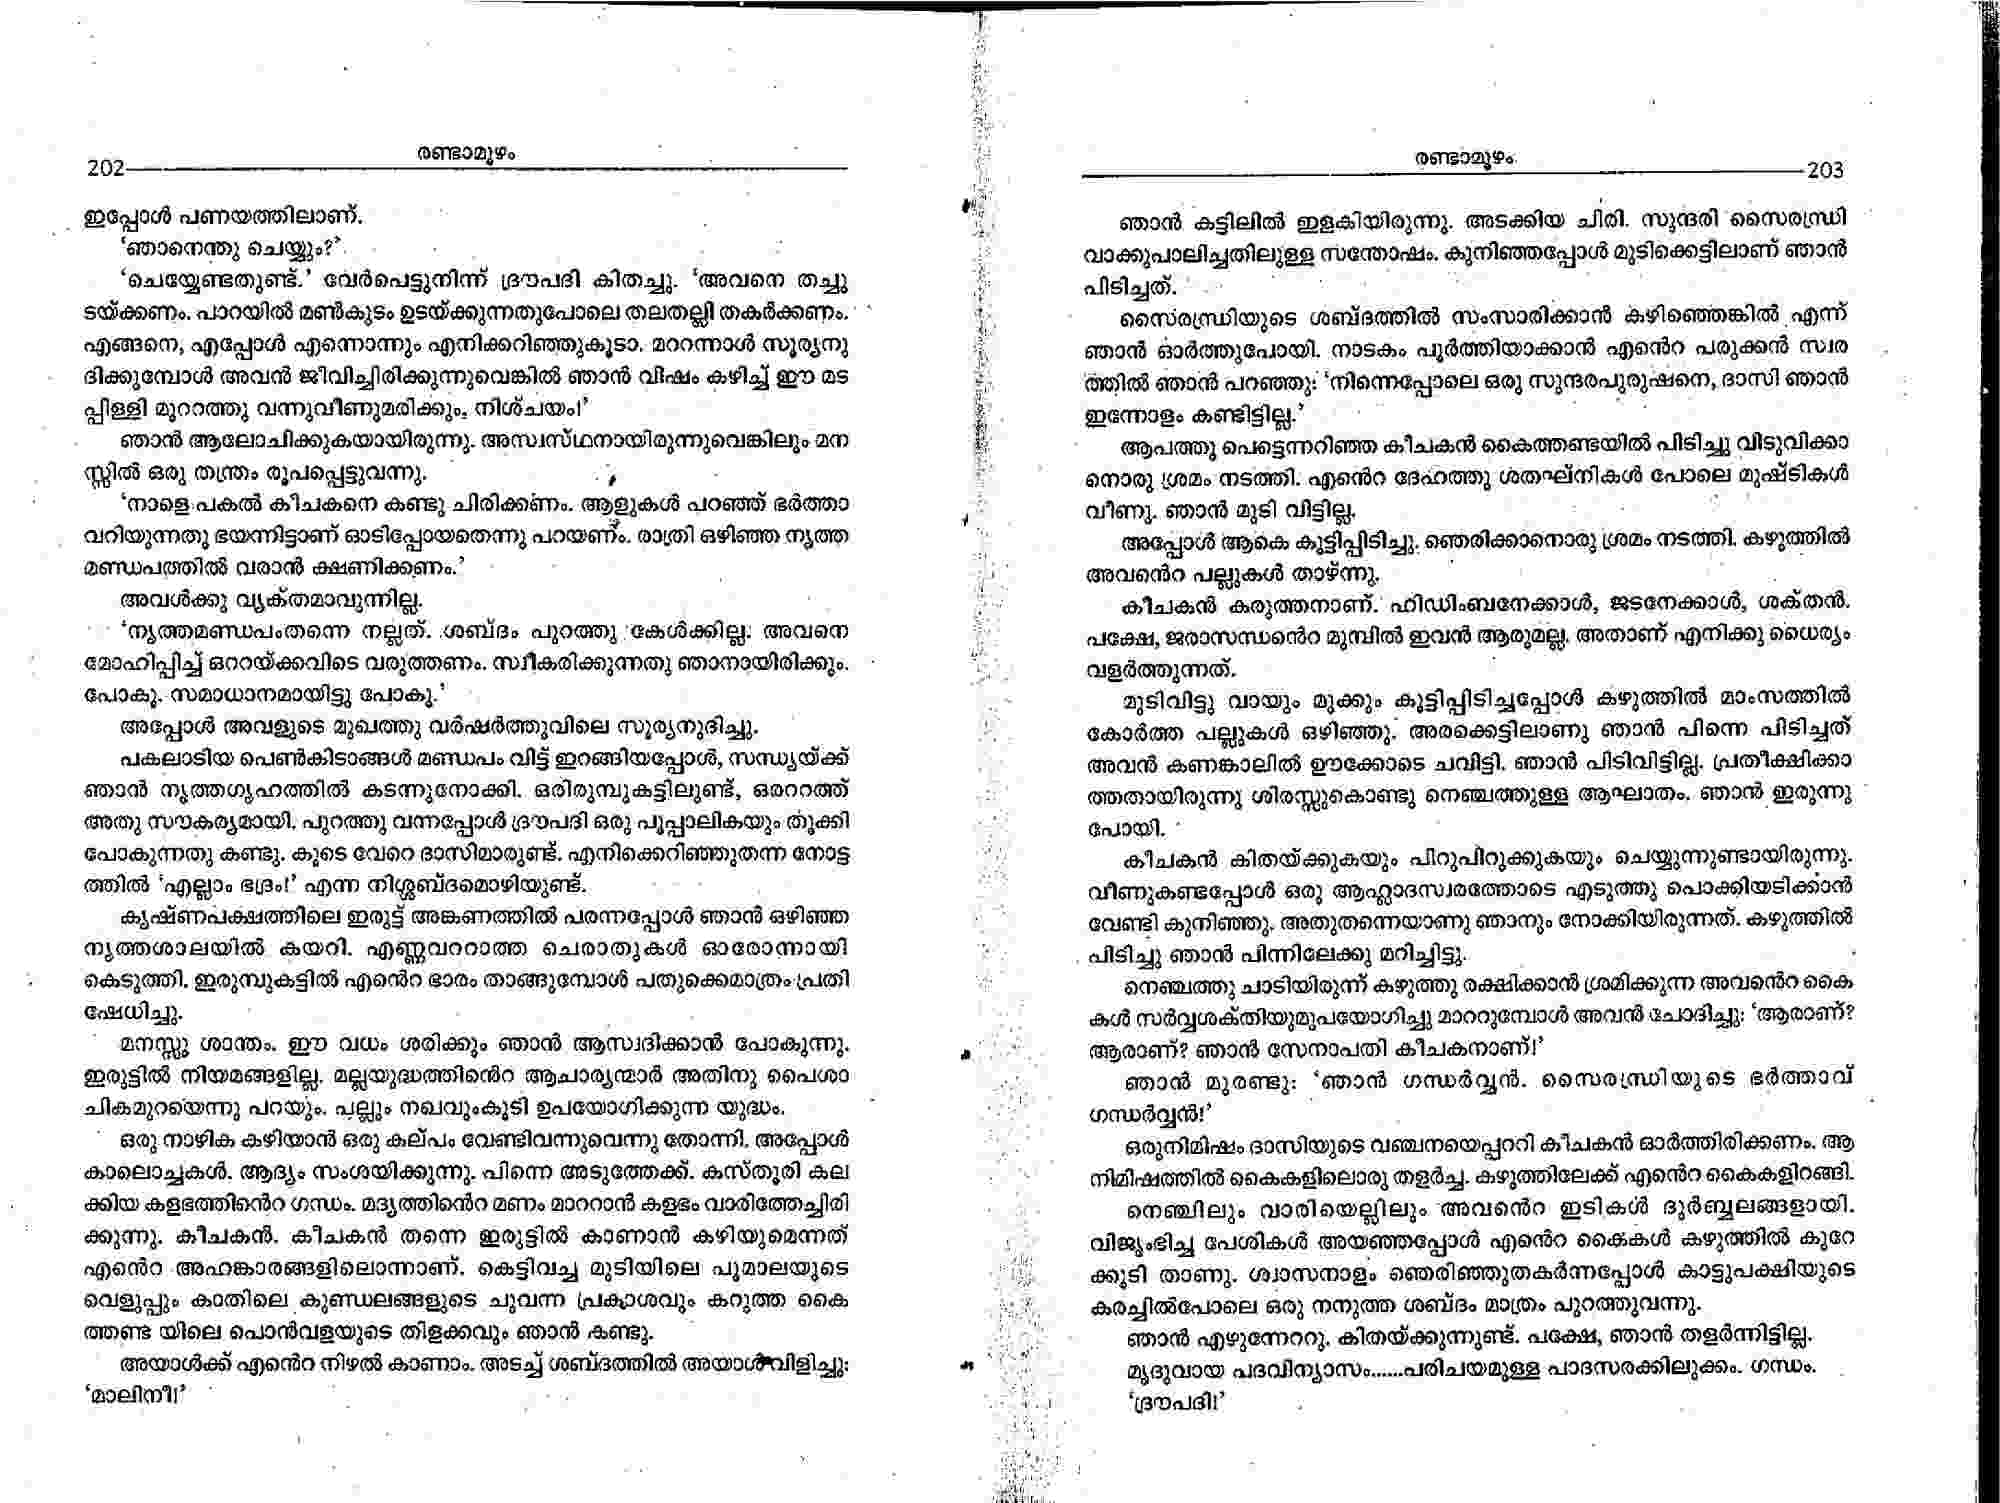 രണ്ടാമൂഴം
202
ഇപ്പോൾ പണയത്തിലാണ്.
'ഞാനെന്തു ചെയ്യും?'
'ചെയ്യേണ്ടതുണ്ട്.' വേർപെട്ടുനിന്ന് ദ്രൗപദി കിതച്ചു. 'അവനെ തച്ചു
ടയ്ക്കണം. പാറയിൽ മൺകുടം ഉടയ്ക്കുന്നതുപോലെ തലതല്ലി തകർക്കണം.
എങ്ങനെ, എപ്പോൾ എന്നൊന്നും എനിക്കറിഞ്ഞുകൂടാ. മററന്നാൾ സൂര്യനു
ദിക്കുമ്പോൾ അവൻ ജീവിച്ചിരിക്കുന്നുവെങ്കിൽ ഞാൻ വിഷം കഴിച്ച് ഈ മട
പ്പിള്ളി മുററത്തു വന്നുവീണുമരിക്കും, നിശ്ചയം!'
ഞാൻ ആലോചിക്കുകയായിരുന്നു. അസ്വസ്ഥനായിരുന്നുവെങ്കിലും മന
സ്സിൽ ഒരു തന്ത്രം രൂപപ്പെട്ടുവന്നു.
'നാളെ പകൽ കീചകനെ കണ്ടു ചിരിക്കണം. ആളുകൾ പറഞ്ഞ് ഭർത്താ
വറിയുന്നതു ഭയന്നിട്ടാണ് ഓടിപ്പോയതെന്നു പറയണം. രാത്രി ഒഴിഞ്ഞ നൃത്ത
മണ്ഡപത്തിൽ വരാൻ ക്ഷണിക്കണം.'
അവൾക്കു വ്യക്തമാവുന്നില്ല.
'നൃത്തമണ്ഡപംതന്നെ നല്ലത്. ശബ്ദം പുറത്തു കേൾക്കില്ല. അവനെ
മോഹിപ്പിച്ച് ഒററയ്ക്കവിടെ വരുത്തണം. സ്വീകരിക്കുന്നതു ഞാനായിരിക്കും.
പോകൂ. സമാധാനമായിട്ടു പോകൂ.'
അപ്പോൾ അവളുടെ മുഖത്തു വർഷർത്തുവിലെ സൂര്യനുദിച്ചു.
പകലാടിയ പെൺകിടാങ്ങൾ മണ്ഡപം വിട്ട് ഇറങ്ങിയപ്പോൾ, സന്ധ്യയ്ക്ക്
ഞാൻ നൃത്തഗൃഹത്തിൽ കടന്നുനോക്കി. ഒരിരുമ്പുകട്ടിലുണ്ട്, ഒരററത്ത്
അതു സൗകര്യമായി. പുറത്തു വന്നപ്പോൾ ദ്രൗപദി ഒരു പൂപ്പാലികയും തൂക്കി
പോകുന്നതു കണ്ടു. കൂടെ വേറെ ദാസിമാരുണ്ട്. എനിക്കെറിഞ്ഞുതന്ന നോട്ട
ത്തിൽ 'എല്ലാം ഭദ്രം!' എന്ന നിശ്ശബ്ദമൊഴിയുണ്ട്.
കൃഷ്ണപക്ഷത്തിലെ ഇരുട്ട് അങ്കണത്തിൽ പരന്നപ്പോൾ ഞാൻ ഒഴിഞ്ഞ
നൃത്തശാലയിൽ കയറി. എണ്ണവററാത്ത ചെരാതുകൾ ഓരോന്നായി
കെടുത്തി. ഇരുമ്പുകട്ടിൽ എൻെറ ഭാരം താങ്ങുമ്പോൾ പതുക്കെമാത്രം പ്രതി
ഷേധിച്ചു.
മനസ്സു ശാന്തം. ഈ വധം ശരിക്കും ഞാൻ ആസ്വദിക്കാൻ പോകുന്നു.
ഇരുട്ടിൽ നിയമങ്ങളില്ല. മല്ലയുദ്ധത്തിൻെറ ആചാര്യന്മാർ അതിനു പൈശാ
ചികമുറയെന്നു പറയും. പല്ലും നഖവുംകൂടി ഉപയോഗിക്കുന്ന യുദ്ധം.
ഒരു നാഴിക കഴിയാൻ ഒരു കല്പം വേണ്ടിവന്നുവെന്നു തോന്നി. അപ്പോൾ
കാലൊച്ചകൾ. ആദ്യം സംശയിക്കുന്നു. പിന്നെ അടുത്തേക്ക്. കസ്തൂരി കല
ക്കിയ കളഭത്തിൻെറ ഗന്ധം. മദ്യത്തിൻെറ മണം മാററാൻ കളഭം വാരിത്തേച്ചിരി
ക്കുന്നു. കീചകൻ. കീചകൻ തന്നെ ഇരുട്ടിൽ കാണാൻ കഴിയുമെന്നത്
എൻെറ അഹങ്കാരങ്ങളിലൊന്നാണ്. കെട്ടിവച്ച മുടിയിലെ പൂമാലയുടെ
വെളുപ്പും കാതിലെ കുണ്ഡലങ്ങളുടെ ചുവന്ന പ്രകാശവും കറുത്ത കൈ
ത്തണ്ട യിലെ പൊൻവളയുടെ തിളക്കവും ഞാൻ കണ്ടു.
അയാൾക്ക് എൻെറ നിഴൽ കാണാം. അടച്ച് ശബ്ദത്തിൽ അയാൾ വിളിച്ചു:
'മാലിനീ!'
രണ്ടാമൂഴം
203
ഞാൻ കട്ടിലിൽ ഇളകിയിരുന്നു. അടക്കിയ ചിരി. സുന്ദരി സൈരന്ധ്രി
വാക്കുപാലിച്ചതിലുള്ള സന്തോഷം. കുനിഞ്ഞപ്പോൾ മുടിക്കെട്ടിലാണ് ഞാൻ
പിടിച്ചത്.
സൈരന്ധ്രിയുടെ ശബ്ദത്തിൽ സംസാരിക്കാൻ കഴിഞ്ഞെങ്കിൽ എന്ന്
ഞാൻ ഓർത്തുപോയി. നാടകം പൂർത്തിയാക്കാൻ എൻെറ പരുക്കൻ സ്വര
ത്തിൽ ഞാൻ പറഞ്ഞു: 'നിന്നെപ്പോലെ ഒരു സുന്ദരപുരുഷനെ, ദാസി ഞാൻ
ഇന്നോളം കണ്ടിട്ടില്ല.'
ആപത്തു പെട്ടെന്നറിഞ്ഞ കീചകൻ കൈത്തണ്ടയിൽ പിടിച്ചു വിടുവിക്കാ
നൊരു ശ്രമം നടത്തി. എൻെറ ദേഹത്തു ശതഘ്നികൾ പോലെ മുഷ്ടികൾ
വീണു. ഞാൻ മുടി വിട്ടില്ല.
അപ്പോൾ ആകെ കൂട്ടിപ്പിടിച്ചു. ഞെരിക്കാനൊരു ശ്രമം നടത്തി. കഴുത്തിൽ
അവൻെറ പല്ലുകൾ താഴ്ന്നു.
കീചകൻ കരുത്തനാണ്. ഹിഡിംബനേക്കാൾ, ജടനേക്കാൾ, ശക്തൻ.
പക്ഷേ, ജരാസന്ധൻെറ മുമ്പിൽ ഇവൻ ആരുമല്ല. അതാണ് എനിക്കു ധൈര്യം
വളർത്തുന്നത്.
മുടിവിട്ടു വായും മൂക്കും കൂട്ടിപ്പിടിച്ചപ്പോൾ കഴുത്തിൽ മാംസത്തിൽ
കോർത്ത പല്ലുകൾ ഒഴിഞ്ഞു. അരക്കെട്ടിലാണു ഞാൻ പിന്നെ പിടിച്ചത്
അവൻ കണങ്കാലിൽ ഊക്കോടെ ചവിട്ടി. ഞാൻ പിടിവിട്ടില്ല. പ്രതീക്ഷിക്കാ
ത്തതായിരുന്നു ശിരസ്സുകൊണ്ടു നെഞ്ചത്തുള്ള ആഘാതം. ഞാൻ ഇരുന്നു
പോയി.
കീചകൻ കിതയ്ക്കുകയും പിറുപിറുക്കുകയും ചെയ്യുന്നുണ്ടായിരുന്നു.
വീണുകണ്ടപ്പോൾ ഒരു ആഹ്ലാദസ്വരത്തോടെ എടുത്തു പൊക്കിയടിക്കാൻ
വേണ്ടി കുനിഞ്ഞു. അതുതന്നെയാണു ഞാനും നോക്കിയിരുന്നത്. കഴുത്തിൽ
പിടിച്ചു ഞാൻ പിന്നിലേക്കു മറിച്ചിട്ടു.
നെഞ്ചത്തു ചാടിയിരുന്ന് കഴുത്തു രക്ഷിക്കാൻ ശ്രമിക്കുന്ന അവൻെറ കൈ
കൾ സർവ്വശക്തിയുമുപയോഗിച്ചു മാററുമ്പോൾ അവൻ ചോദിച്ചു: 'ആരാണ്?
ആരാണ്? ഞാൻ സേനാപതി കീചകനാണ്!'
ഞാൻ മുരണ്ടു: 'ഞാൻ ഗന്ധർവ്വൻ. സൈരന്ധ്രിയുടെ ഭർത്താവ്
ഗന്ധർവ്വൻ!'
ഒരുനിമിഷം ദാസിയുടെ വഞ്ചനയെപ്പററി കീചകൻ ഓർത്തിരിക്കണം. ആ
നിമിഷത്തിൽ കൈകളിലൊരു തളർച്ച. കഴുത്തിലേക്ക് എൻെറ കൈകളിറങ്ങി.
നെഞ്ചിലും വാരിയെല്ലിലും അവൻെറ ഇടികൾ ദുർബ്ബലങ്ങളായി.
വിജൃംഭിച്ച പേശികൾ അയഞ്ഞപ്പോൾ എൻെറ കൈകൾ കഴുത്തിൽ കുറേ
ക്കൂടി താണു. ശ്വാസനാളം ഞെരിഞ്ഞുതകർന്നപ്പോൾ കാട്ടുപക്ഷിയുടെ
കരച്ചിൽപോലെ ഒരു നനുത്ത ശബ്ദം മാത്രം പുറത്തുവന്നു.
ഞാൻ എഴുന്നേററു. കിതയ്ക്കുന്നുണ്ട്. പക്ഷേ, ഞാൻ തളർന്നിട്ടില്ല.
മൃദുവായ പദവിന്യാസം......പരിചയമുള്ള പാദസരക്കിലുക്കം. ഗന്ധം.
'ദ്രൗപദി!'